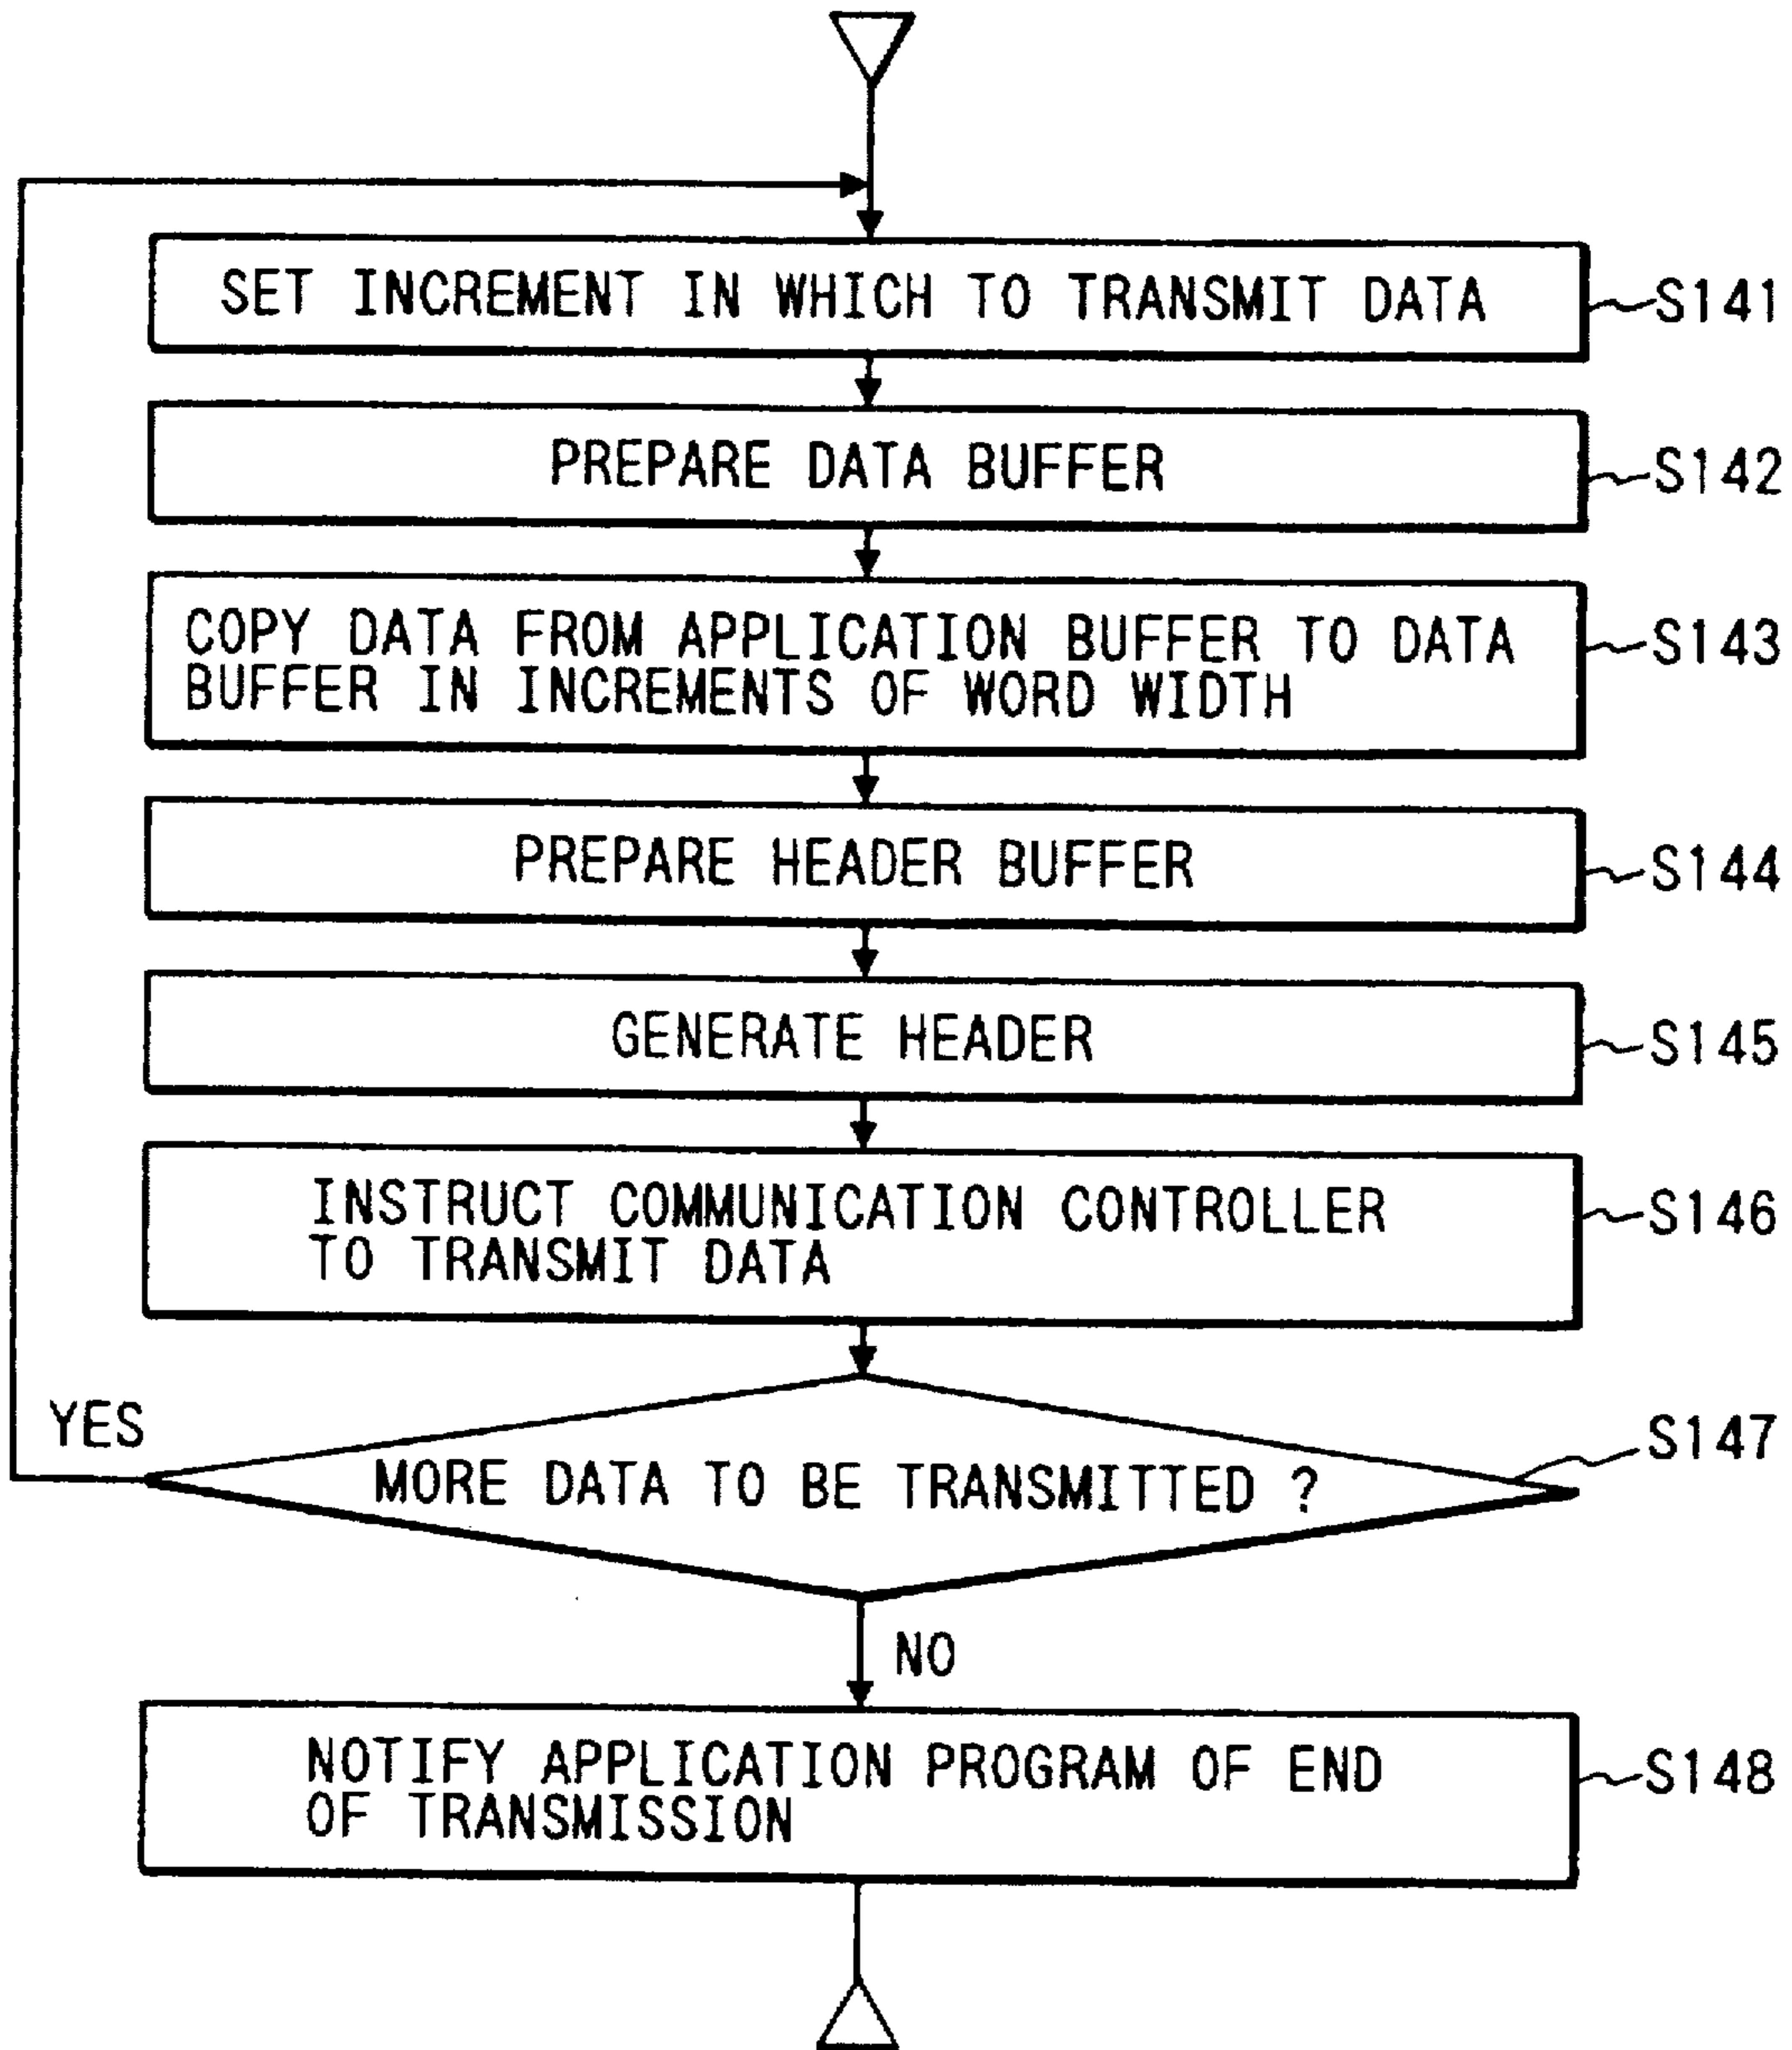 SET INCREMENT IN WHICH TO TRANSMIT DATA
S141
PREPARE DATA BUFFER
S142
COPY DATA FROM APPLICATION BUFFER TO DATA
BUFFER IN INCREMENTS OF WORD WIDTH
S143
PREPARE HEADER BUFFER
S144
GENERATE HEADER
S145
INSTRUCT COMMUNICATION CONTROLLER
TO TRANSMIT DATA
S146
YES
MORE DATA TO BE TRANSMITTED ?
S147
NO
NOTIFY APPLICATION PROGRAM OF END
OF TRANSMISSION
S148